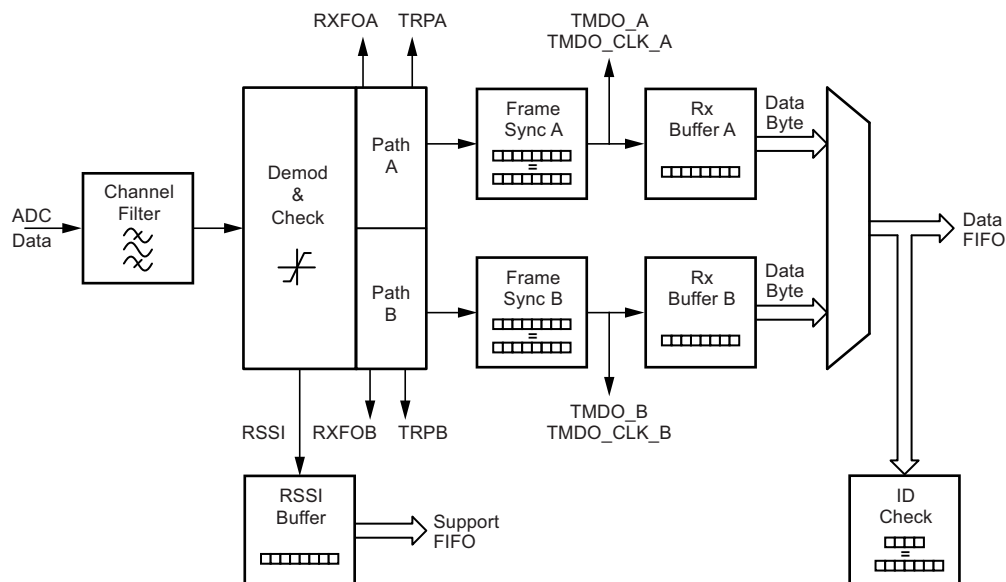 RXFOA
TRPA
TMDO_A
TMDO_CLK_A
ADC
Data
Channel
Filter
Demod
&
Check
Path
A
Path
B
Frame
Sync A
=
Rx
Buffer A
Data
Byte
Frame
Sync B
=
Rx
Buffer B
Data
Byte
Data
FIFO
RSSI
RXFOB
TRPB
TMDO_B
TMDO_CLK_B
RSSI
Buffer
Support
FIFO
ID
Check
=